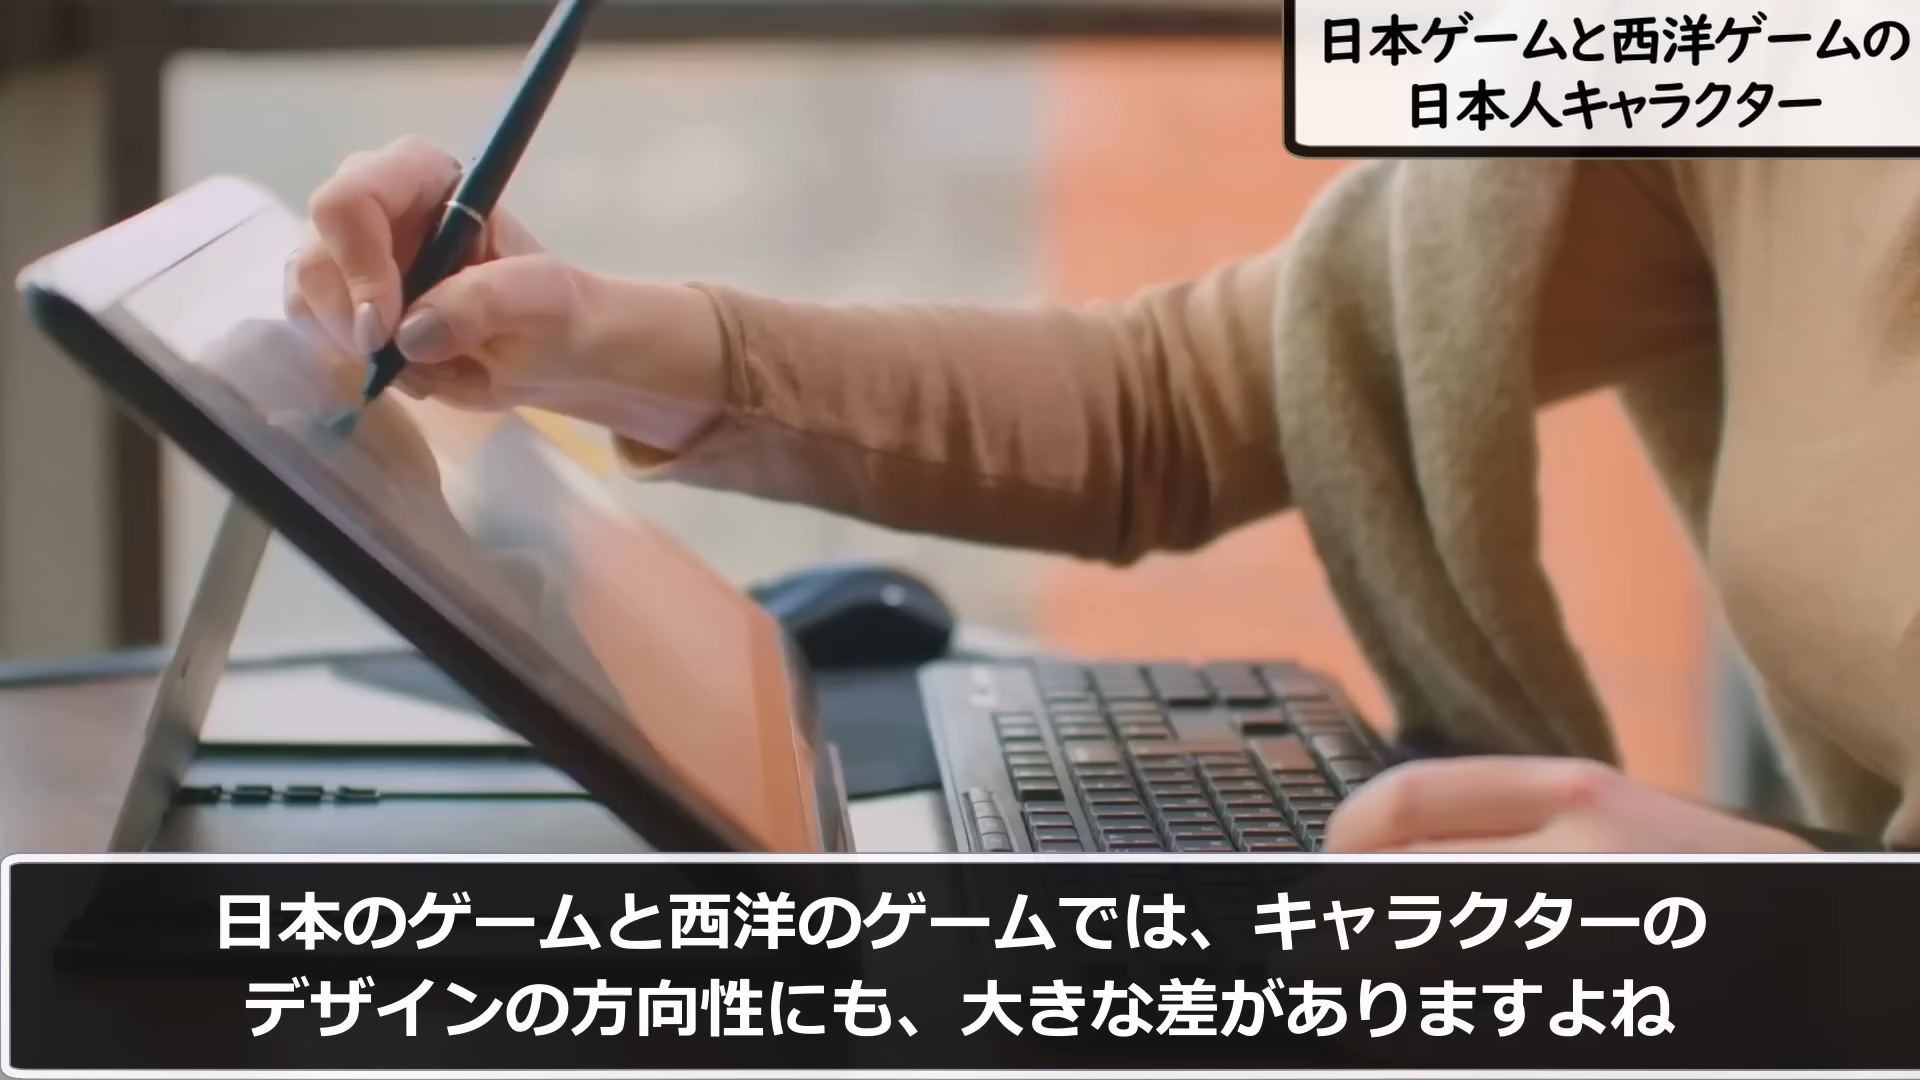 日本ゲームと西洋ゲームの
日本人キャラクター
日本のゲームと西洋のゲームでは、キャラクターの
デザインの方向性にも、大きな差がありますよね